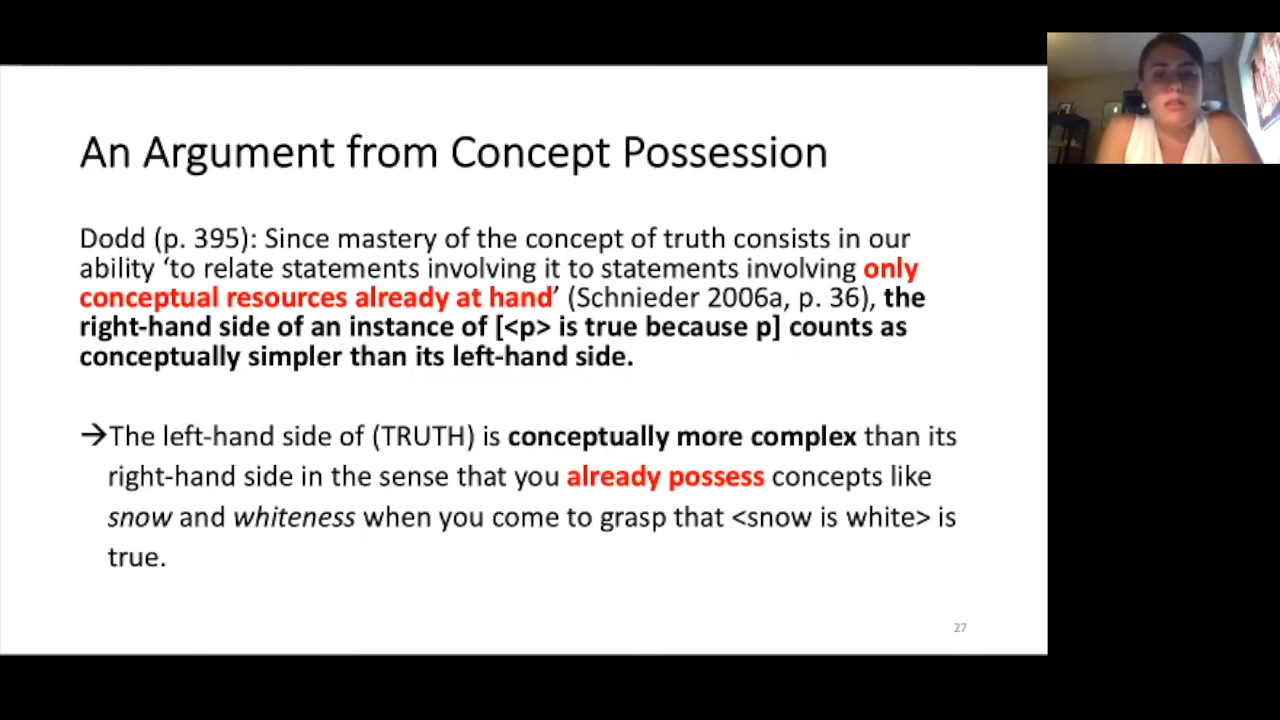 An Argument from Concept Possession
Dodd (p. 395): Since mastery of the concept of truth consists in our
ability ‘to relate statements involving it to statements involving only
conceptual resources already at hand’ (Schnieder 2006a, p. 36), the
right-hand side of an instance of [<p> is true because p] counts as
conceptually simpler than its left-hand side.
→The left-hand side of (TRUTH) is conceptually more complex than its
right-hand side in the sense that you already possess concepts like
snow and whiteness when you come to grasp that <snow is white> is
true.
27